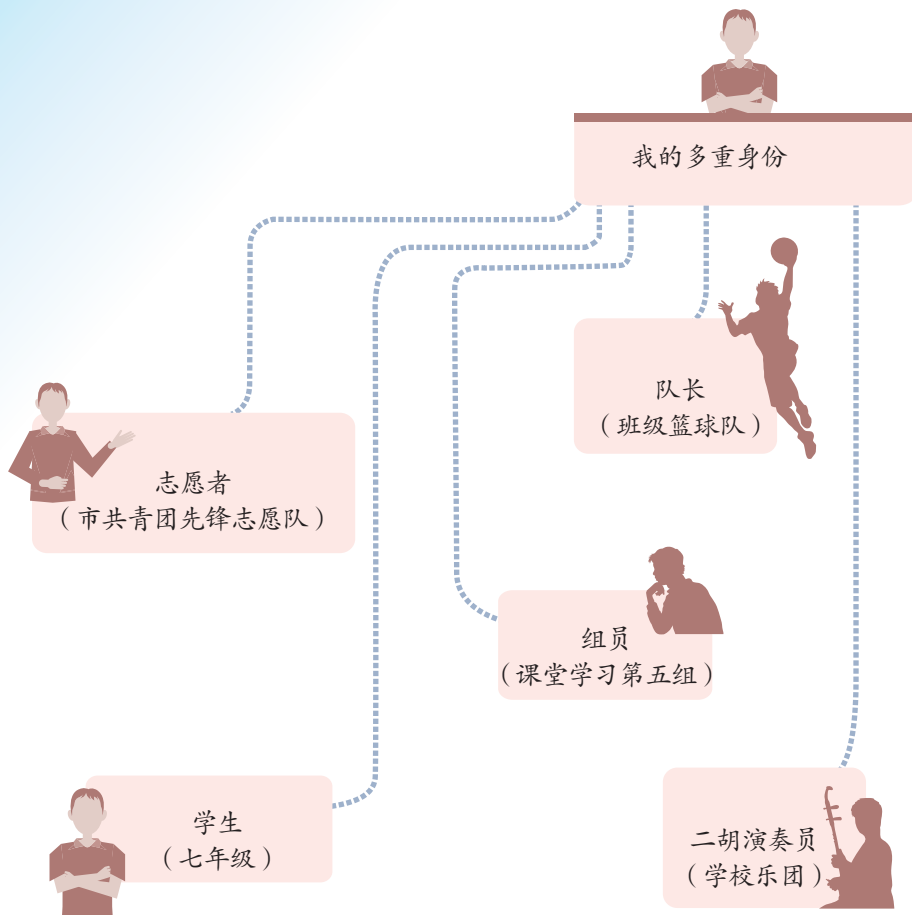 我的多重身份
队长
（班级篮球队）
志愿者
（市共青团先锋志愿队）
组员
（课堂学习第五组）
学生
（七年级）
二胡演奏员
（学校乐团）